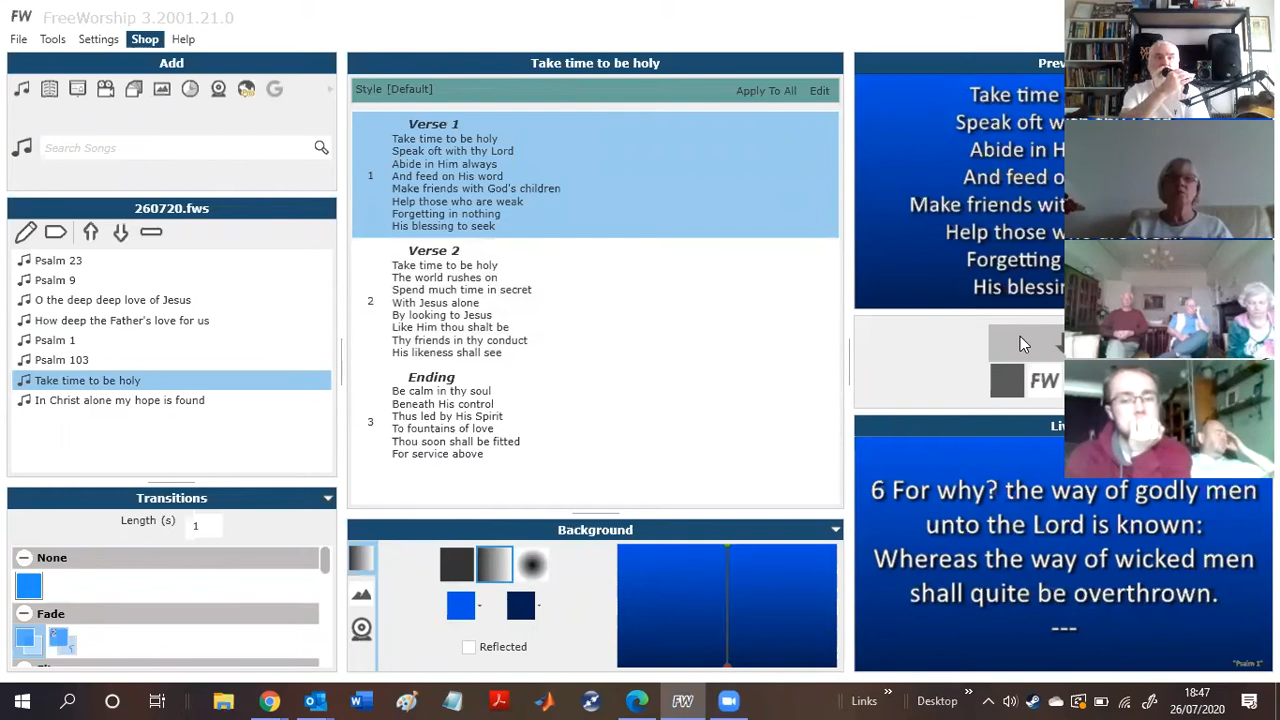 FW FreeWorship 3.2001.21.0
File Tools Settings Shop Help
Add
Search Songs
260720.fws
Psalm 23
Psalm 9
O the deep deep love of Jesus
How deep the Father's love for us
Psalm 1
Psalm 103
Take time to be holy
In Christ alone my hope is found
Transitions
Length (s) 1
None
Fade
Take time to be holy
Style [Default] Apply To All Edit
Verse 1
Take time to be holy
Speak oft with thy Lord
Abide in Him always
1 And feed on His word
Make friends with God's children
Help those who are weak
Forgetting in nothing
His blessing to seek
Verse 2
Take time to be holy
The world rushes on
Spend much time in secret
2 With Jesus alone
By looking to Jesus
Like Him thou shalt be
Thy friends in thy conduct
His likeness shall see
Ending
Be calm in thy soul
Beneath His control
3 Thus led by His Spirit
To fountains of love
Thou soon shall be fitted
For service above
Background
Reflected
Take time
Speak oft
Abide in
And feed o
Make friends wit
Help those
Forgetting
His
FW
6 For why? the way of godly men
unto the Lord is known:
Whereas the way of wicked men
shall quite be overthrown.
---
"Psalm 1"
Links » Desktop » 18:47
26/07/2020